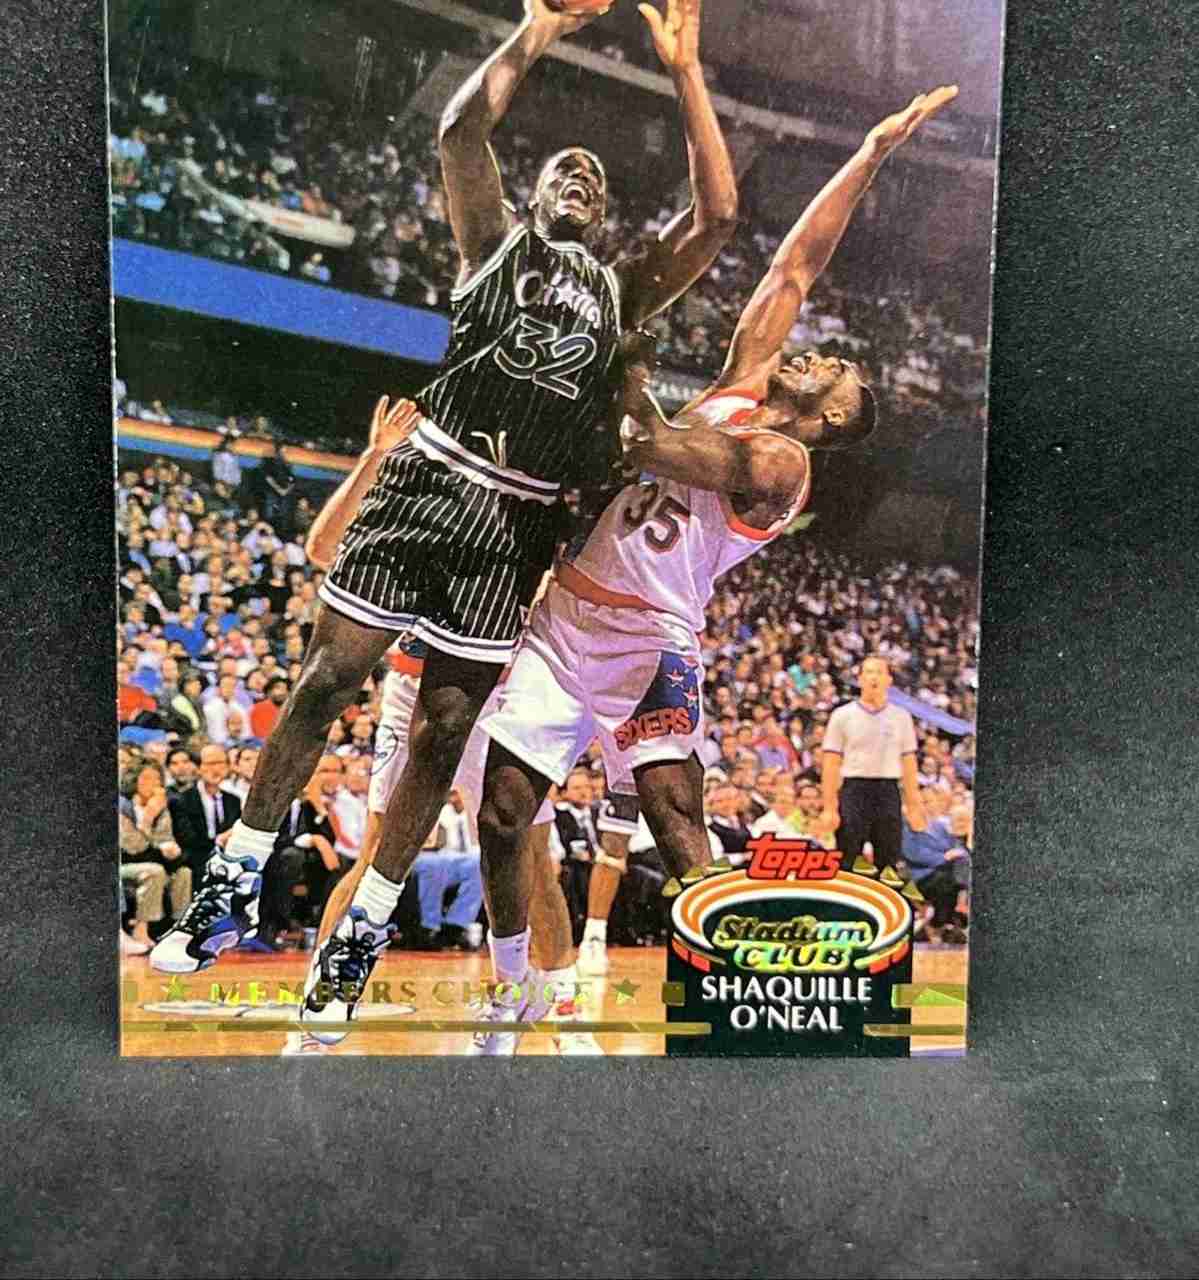 Orlando
32
35
SIXERS
TOPPS
Stadium
CLUB
MEMBERS CHOICE
SHAQUILLE
O'NEAL